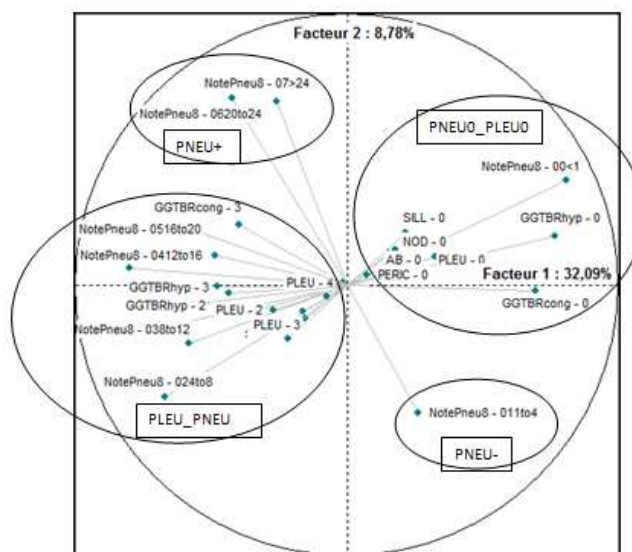 Facteur 2 : 8,78%
NotePneu8 - 07>24
NotePneu8 - 0620to24
PNEU+
PNEU0_PLEU0
NotePneu8 - 00<1
GGTBRcong - 3
SILL - 0
GGTBRhyp - 0
NotePneu8 - 0516to20
NOD - 0
NotePneu8 - 0412to16
AB - 0
PLEU - 0
PLEU - 4
PERIC - 0
Facteur 1 : 32,09%
GGTBRhyp - 3
GGTBRhyp - 2
GGTBRcong - 0
PLEU - 2
PLEU - 3
NotePneu8 - 038to12
NotePneu8 - 024to8
PLEU_PNEU
NotePneu8 - 011to4
PNEU-